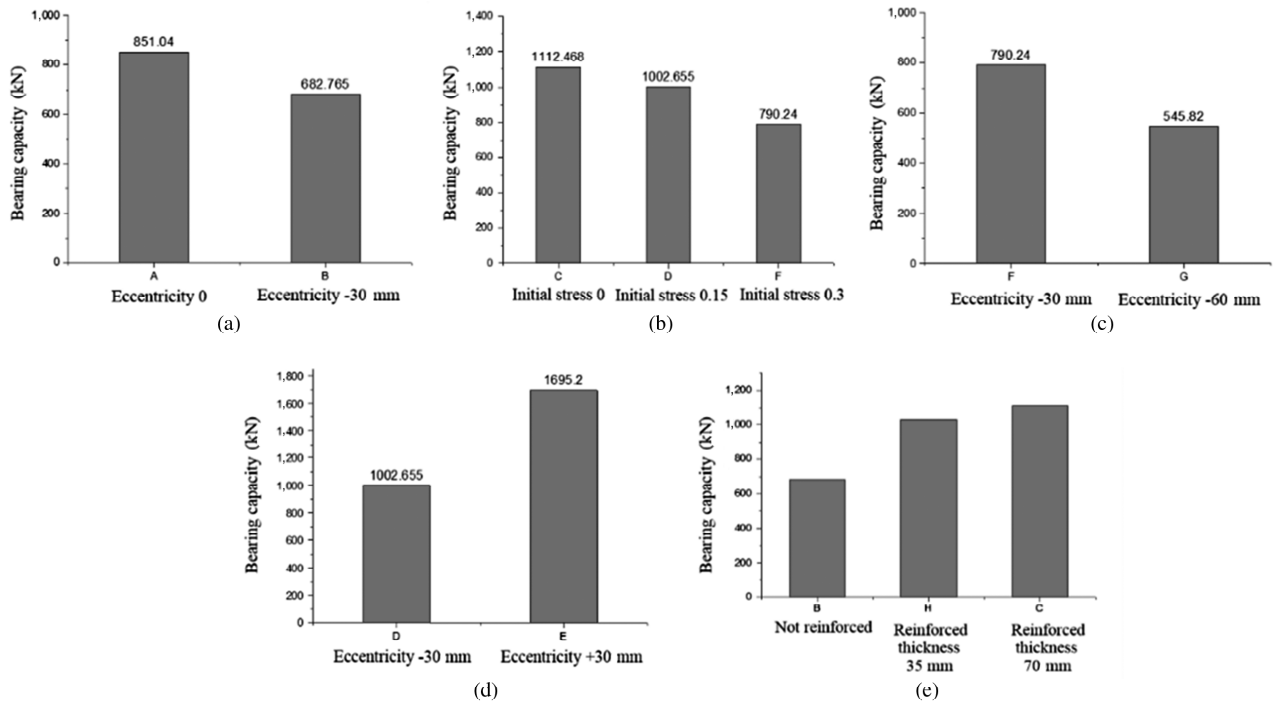 Bearing capacity (kN)
1,000
800
600
400
200
0
851.04
682.765
A
B
Eccentricity 0
Eccentricity -30 mm
(a)
Bearing capacity (kN)
1,400
1,200
1,000
800
600
400
200
0
1112.468
1002.655
790.24
C
D
F
Initial stress 0
Initial stress 0.15
Initial stress 0.3
(b)
Bearing capacity (kN)
1,000
800
600
400
200
0
790.24
545.82
F
G
Eccentricity -30 mm
Eccentricity -60 mm
(c)
Bearing capacity (kN)
1,800
1,600
1,400
1,200
1,000
800
600
400
200
0
1002.655
1695.2
D
E
Eccentricity -30 mm
Eccentricity +30 mm
(d)
Bearing capacity (kN)
1,200
1,000
800
600
400
200
0
B
H
C
Not reinforced
Reinforced
thickness
35 mm
Reinforced
thickness
70 mm
(e)